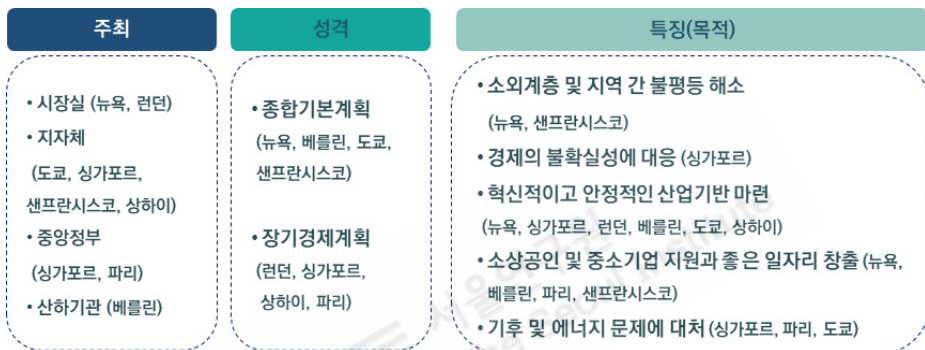 주최
• 시장실 (뉴욕, 런던)
• 지자체
(도쿄, 싱가포르,
샌프란시스코, 상하이)
• 중앙정부
(싱가포르, 파리)
• 산하기관 (베를린)
성격
• 종합기본계획
(뉴욕, 베를린, 도쿄,
샌프란시스코)
• 장기경제계획
(런던, 싱가포르,
상하이, 파리)
특징(목적)
• 소외계층 및 지역 간 불평등 해소
(뉴욕, 샌프란시스코)
• 경제의 불확실성에 대응 (싱가포르)
• 혁신적이고 안정적인 산업기반 마련
(뉴욕, 싱가포르, 런던, 베를린, 도쿄, 상하이)
• 소상공인 및 중소기업 지원과 좋은 일자리 창출 (뉴욕,
베를린, 파리, 샌프란시스코)
• 기후 및 에너지 문제에 대처 (싱가포르, 파리, 도쿄)
서울연구원
The Seoul Institute